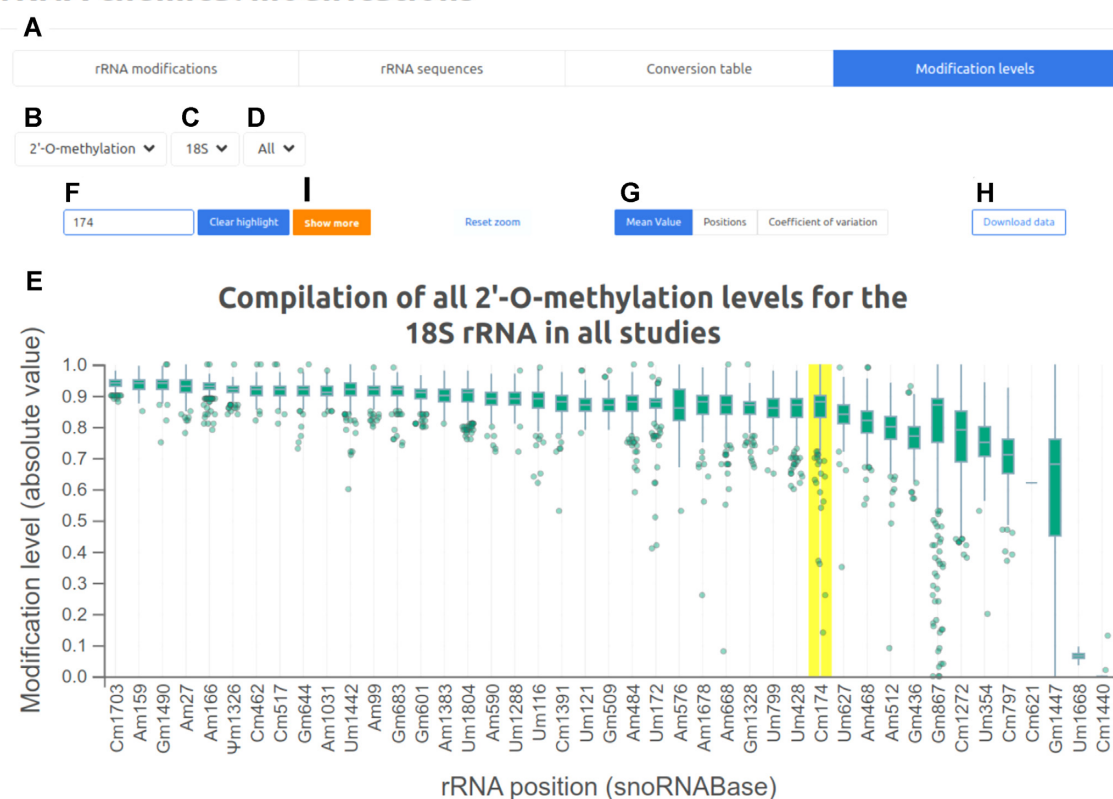 A
rRNA modifications rRNA sequences Conversion table Modification levels
B C D
2'-O-methylation 18S All
F I G H
174 Clear highlight Show more Reset zoom Mean Value Positions Coefficient of variation Download data
E
Compilation of all 2'-O-methylation levels for the
18S rRNA in all studies
Modification level (absolute value)
1.0
0.9
0.8
0.7
0.6
0.5
0.4
0.3
0.2
0.1
0.0
Cm1703 Am159 Gm1490 Am27 Am166 Ψm1326 Cm462 Cm517 Gm644 Am1031 Um1442 Am99 Gm683 Gm601 Am1383 Um1804 Am590 Um1288 Um116 Cm1391 Um121 Gm509 Am484 Um172 Am576 Am1678 Am668 Gm1328 Um799 Um428 Cm174 Um627 Am468 Am512 Gm436 Gm867 Cm1272 Um354 Cm797 Cm621 Gm1447 Um1668 Cm1440
rRNA position (snoRNABase)